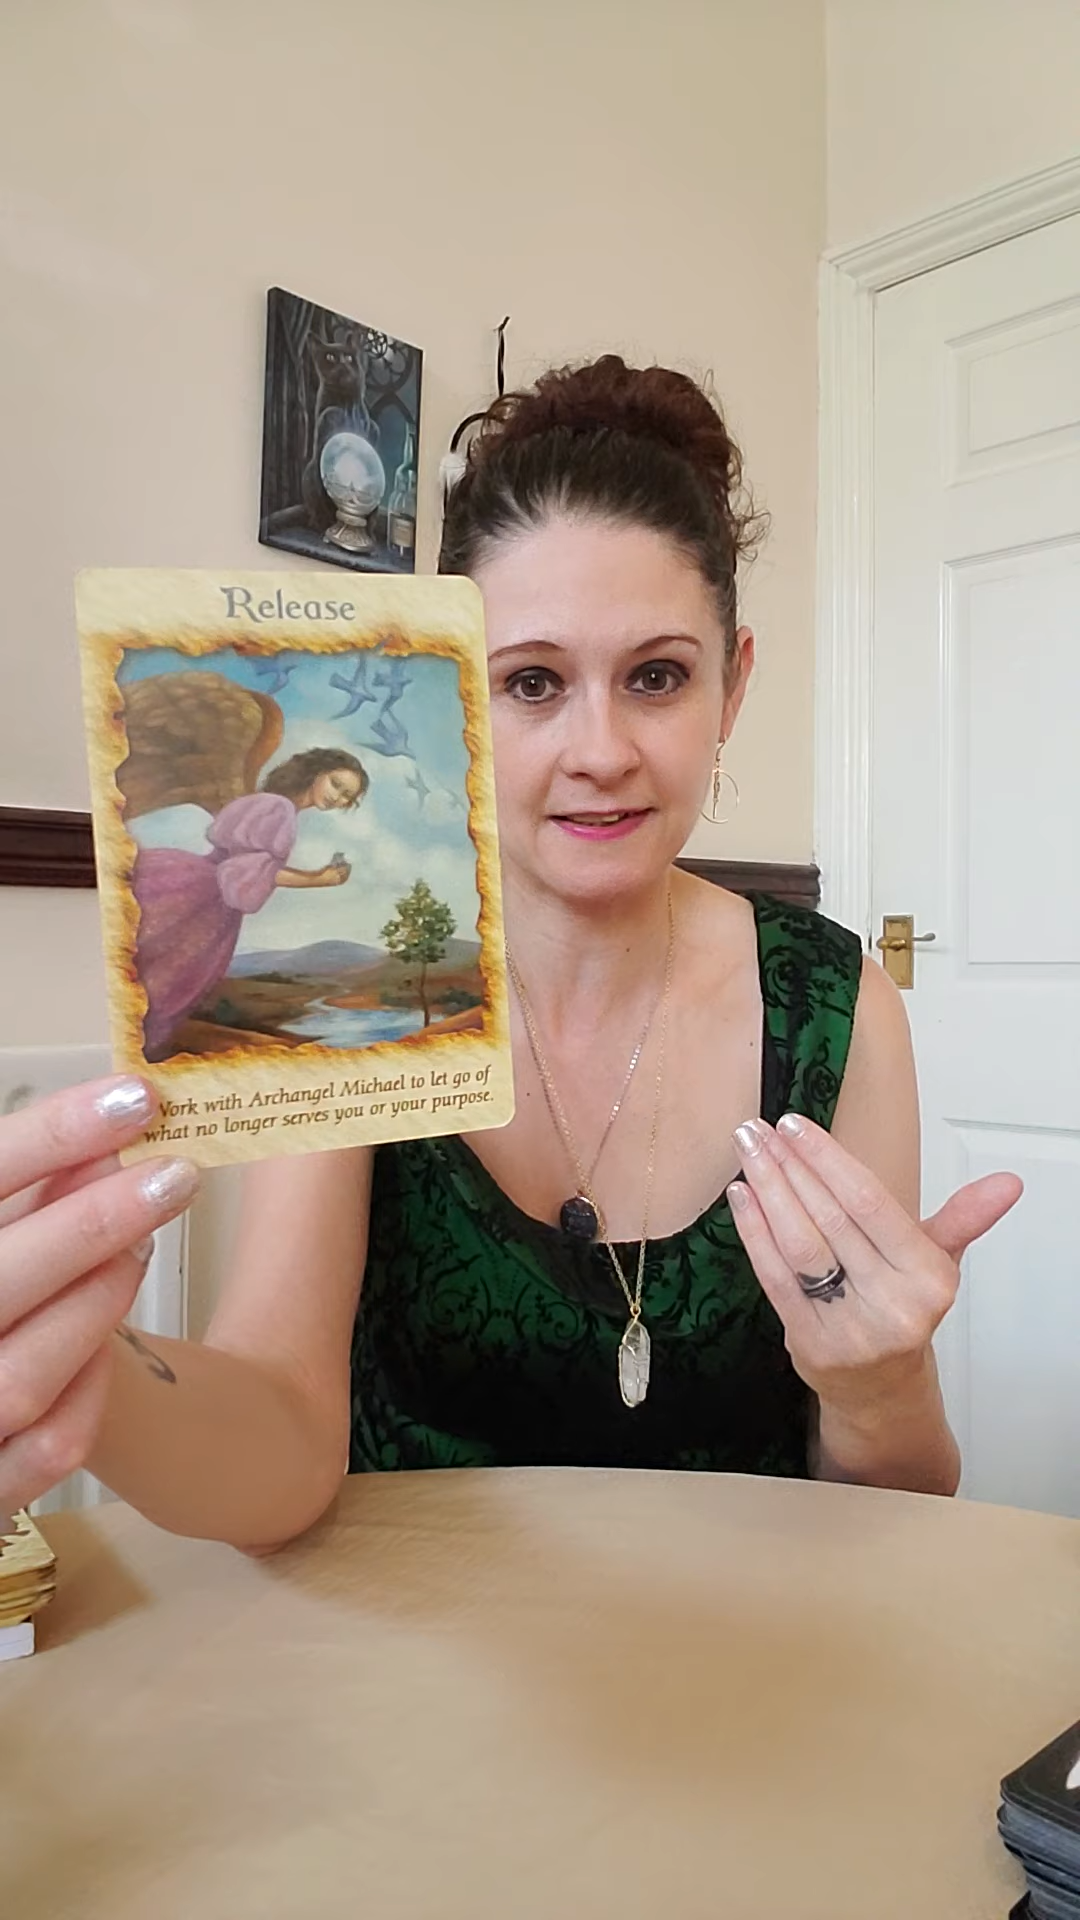 Release
Work with Archangel Michael to let go of
what no longer serves you or your purpose.